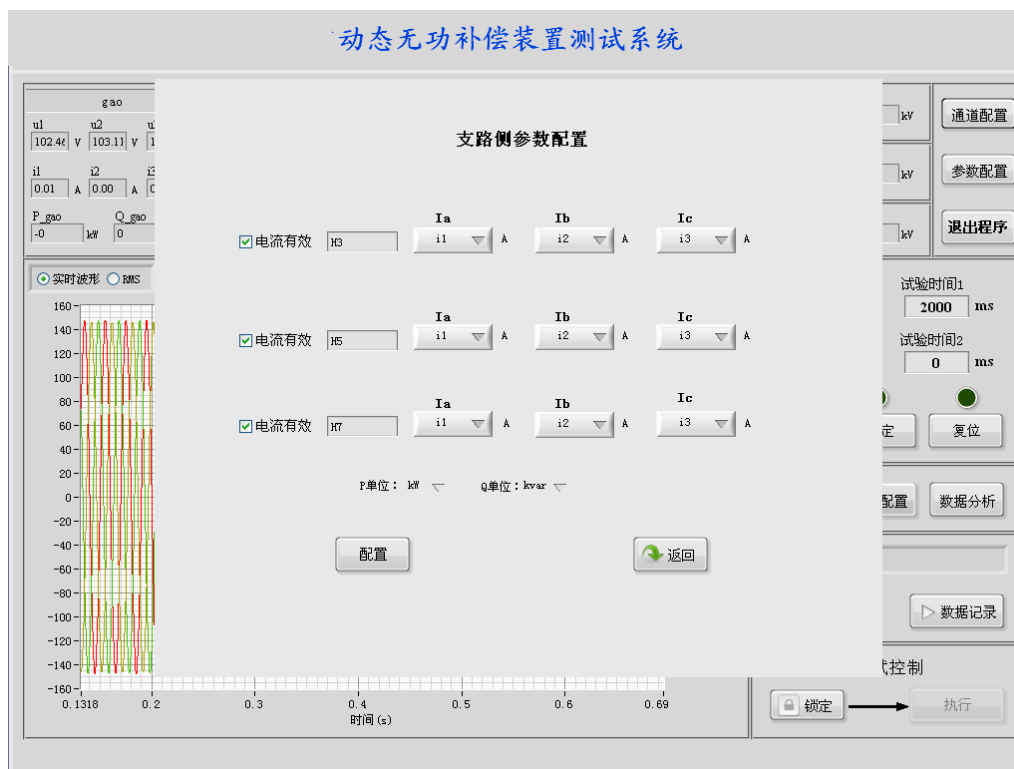 动态无功补偿装置测试系统
gao
u1 u2
102.4 V 103.11 V 1
kV
通道配置
支路侧参数配置
i1 i2
0.01 A 0.00 A
kV
参数配置
P_gao Q_gao
-0 kW 0
kV
退出程序
Ia Ib Ic
电流有效 H3 i1 A i2 A i3 A
实时波形 RMS
试验时间1
2000 ms
Ia Ib Ic
电流有效 H5 i1 A i2 A i3 A
试验时间2
0 ms
Ia Ib Ic
电流有效 H7 i1 A i2 A i3 A
定 复位
P单位： kW Q单位：kvar
配置 数据分析
配置 返回
数据记录
控制
锁定 执行
160
140
120
100
80
60
40
20
0
-20
-40
-60
-80
-100
-120
-140
-160
0.1318 0.2 0.3 0.4 0.5 0.6 0.69
时间(s)